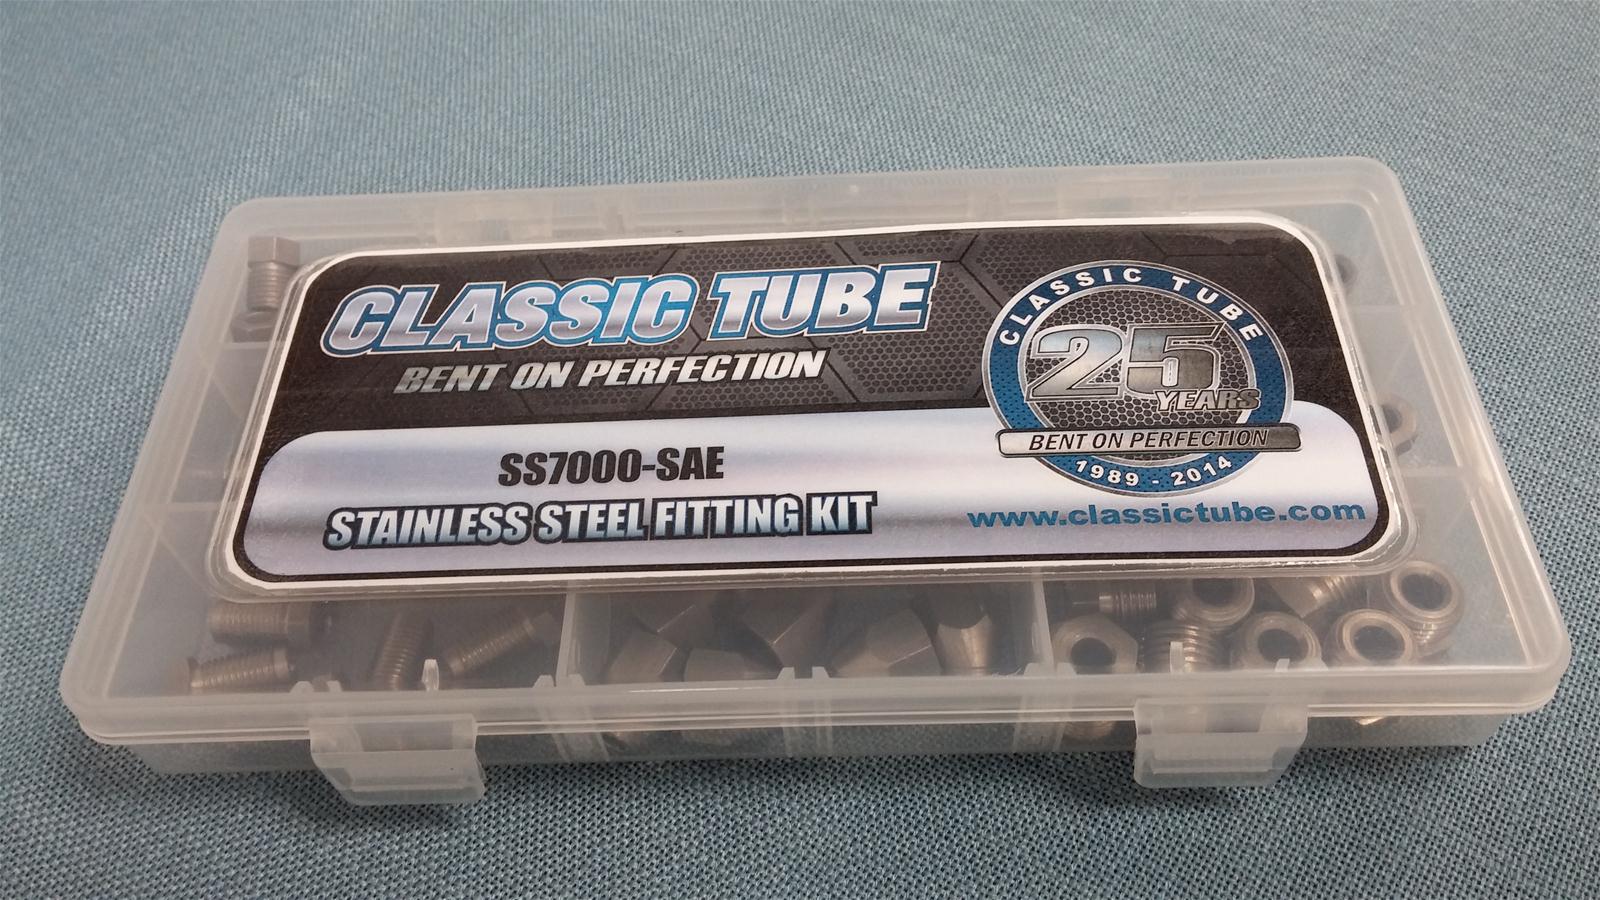 CLASSIC TUBE
BENT ON PERFECTION
SS7000-SAE
STAINLESS STEEL FITTING KIT
CLASSIC TUBE
25
YEARS
BENT ON PERFECTION
1989 - 2014
www.classictube.com